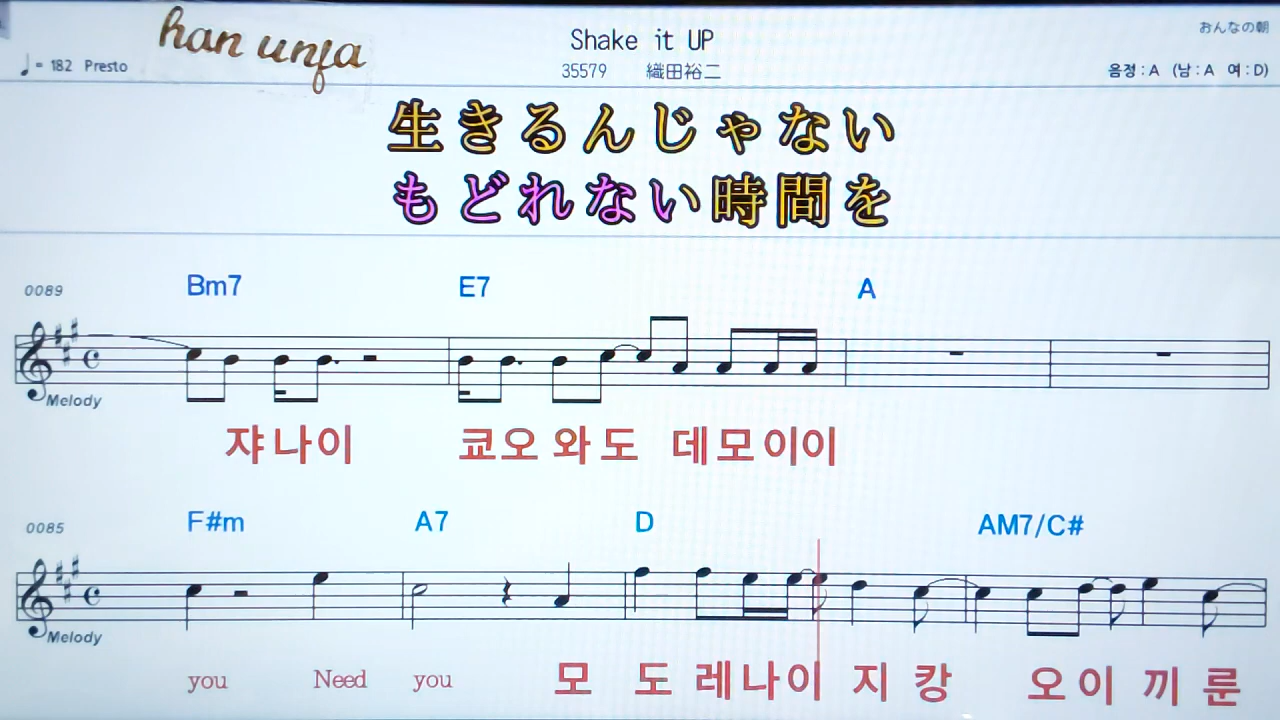 han unfa
Shake it UP
おんなの朝
♩= 182 Presto
35579 織田裕二
음정 : A (남 : A 여 : D)
生きるんじゃない
もどれない時間を
0089 Bm7 E7 A
Melody
쟈나이 쿄오 와도 데모이이
0085 F#m A7 D AM7/C#
Melody
you Need you 모 도 레나이 지 캉 오이 끼 룬